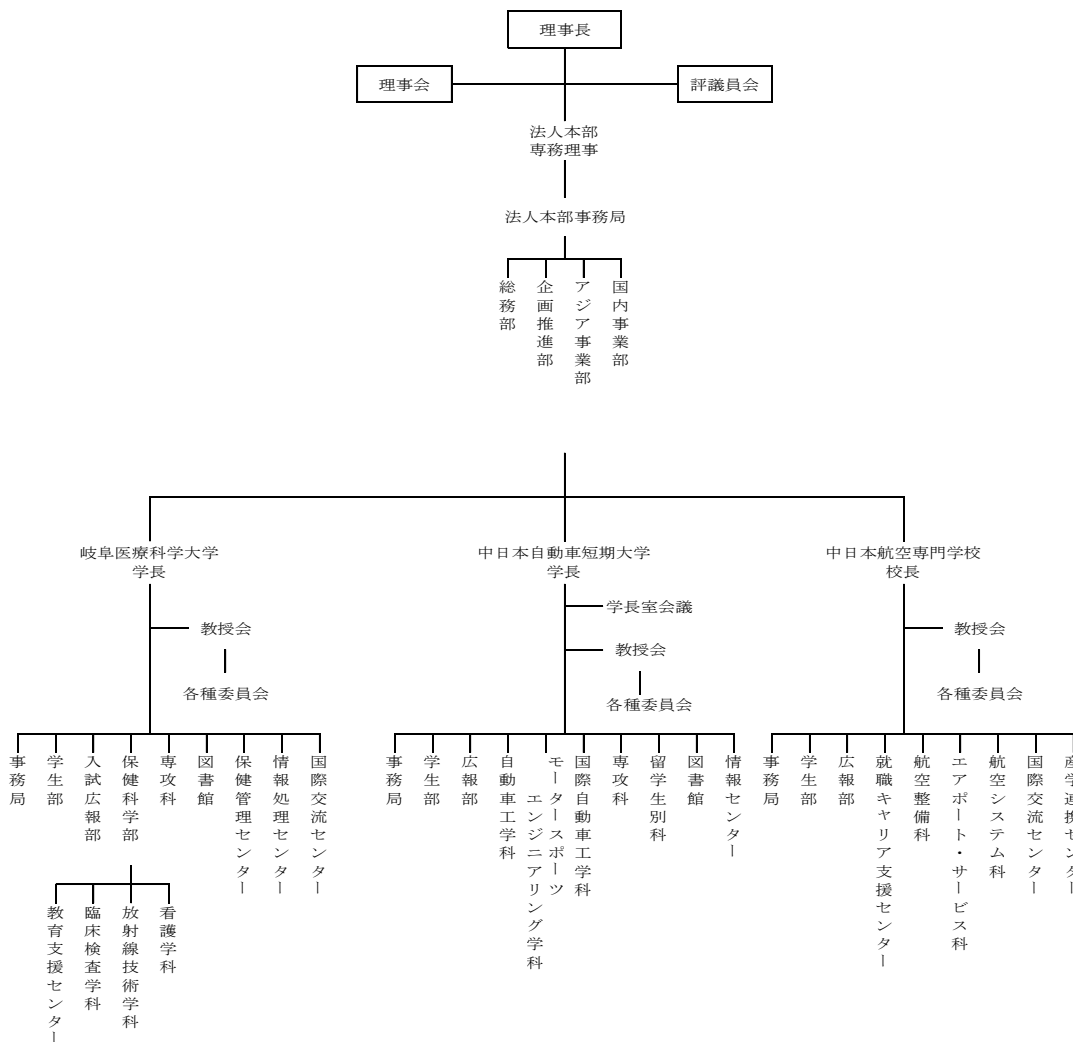 理事長
理事会
評議員会
法人本部
専務理事
法人本部事務局
総務部
企画推進部
アジア事業部
国内事業部
岐阜医療科学大学
学長
中日本自動車短期大学
学長
中日本航空専門学校
校長
学長室会議
教授会
各種委員会
教授会
各種委員会
教授会
各種委員会
事務局
学生部
入試広報部
保健科学部
専攻科
図書館
保健管理センター
情報処理センター
国際交流センター
教育支援センター
臨床検査学科
放射線技術学科
看護学科
事務局
学生部
広報部
自動車工学科
モータースポーツ
エンジニアリング学科
国際自動車工学科
専攻科
留学生別科
図書館
情報センター
事務局
学生部
広報部
就職キャリア支援センター
航空整備科
エアポート・サービス科
航空システム科
国際交流センター
産学連携センター